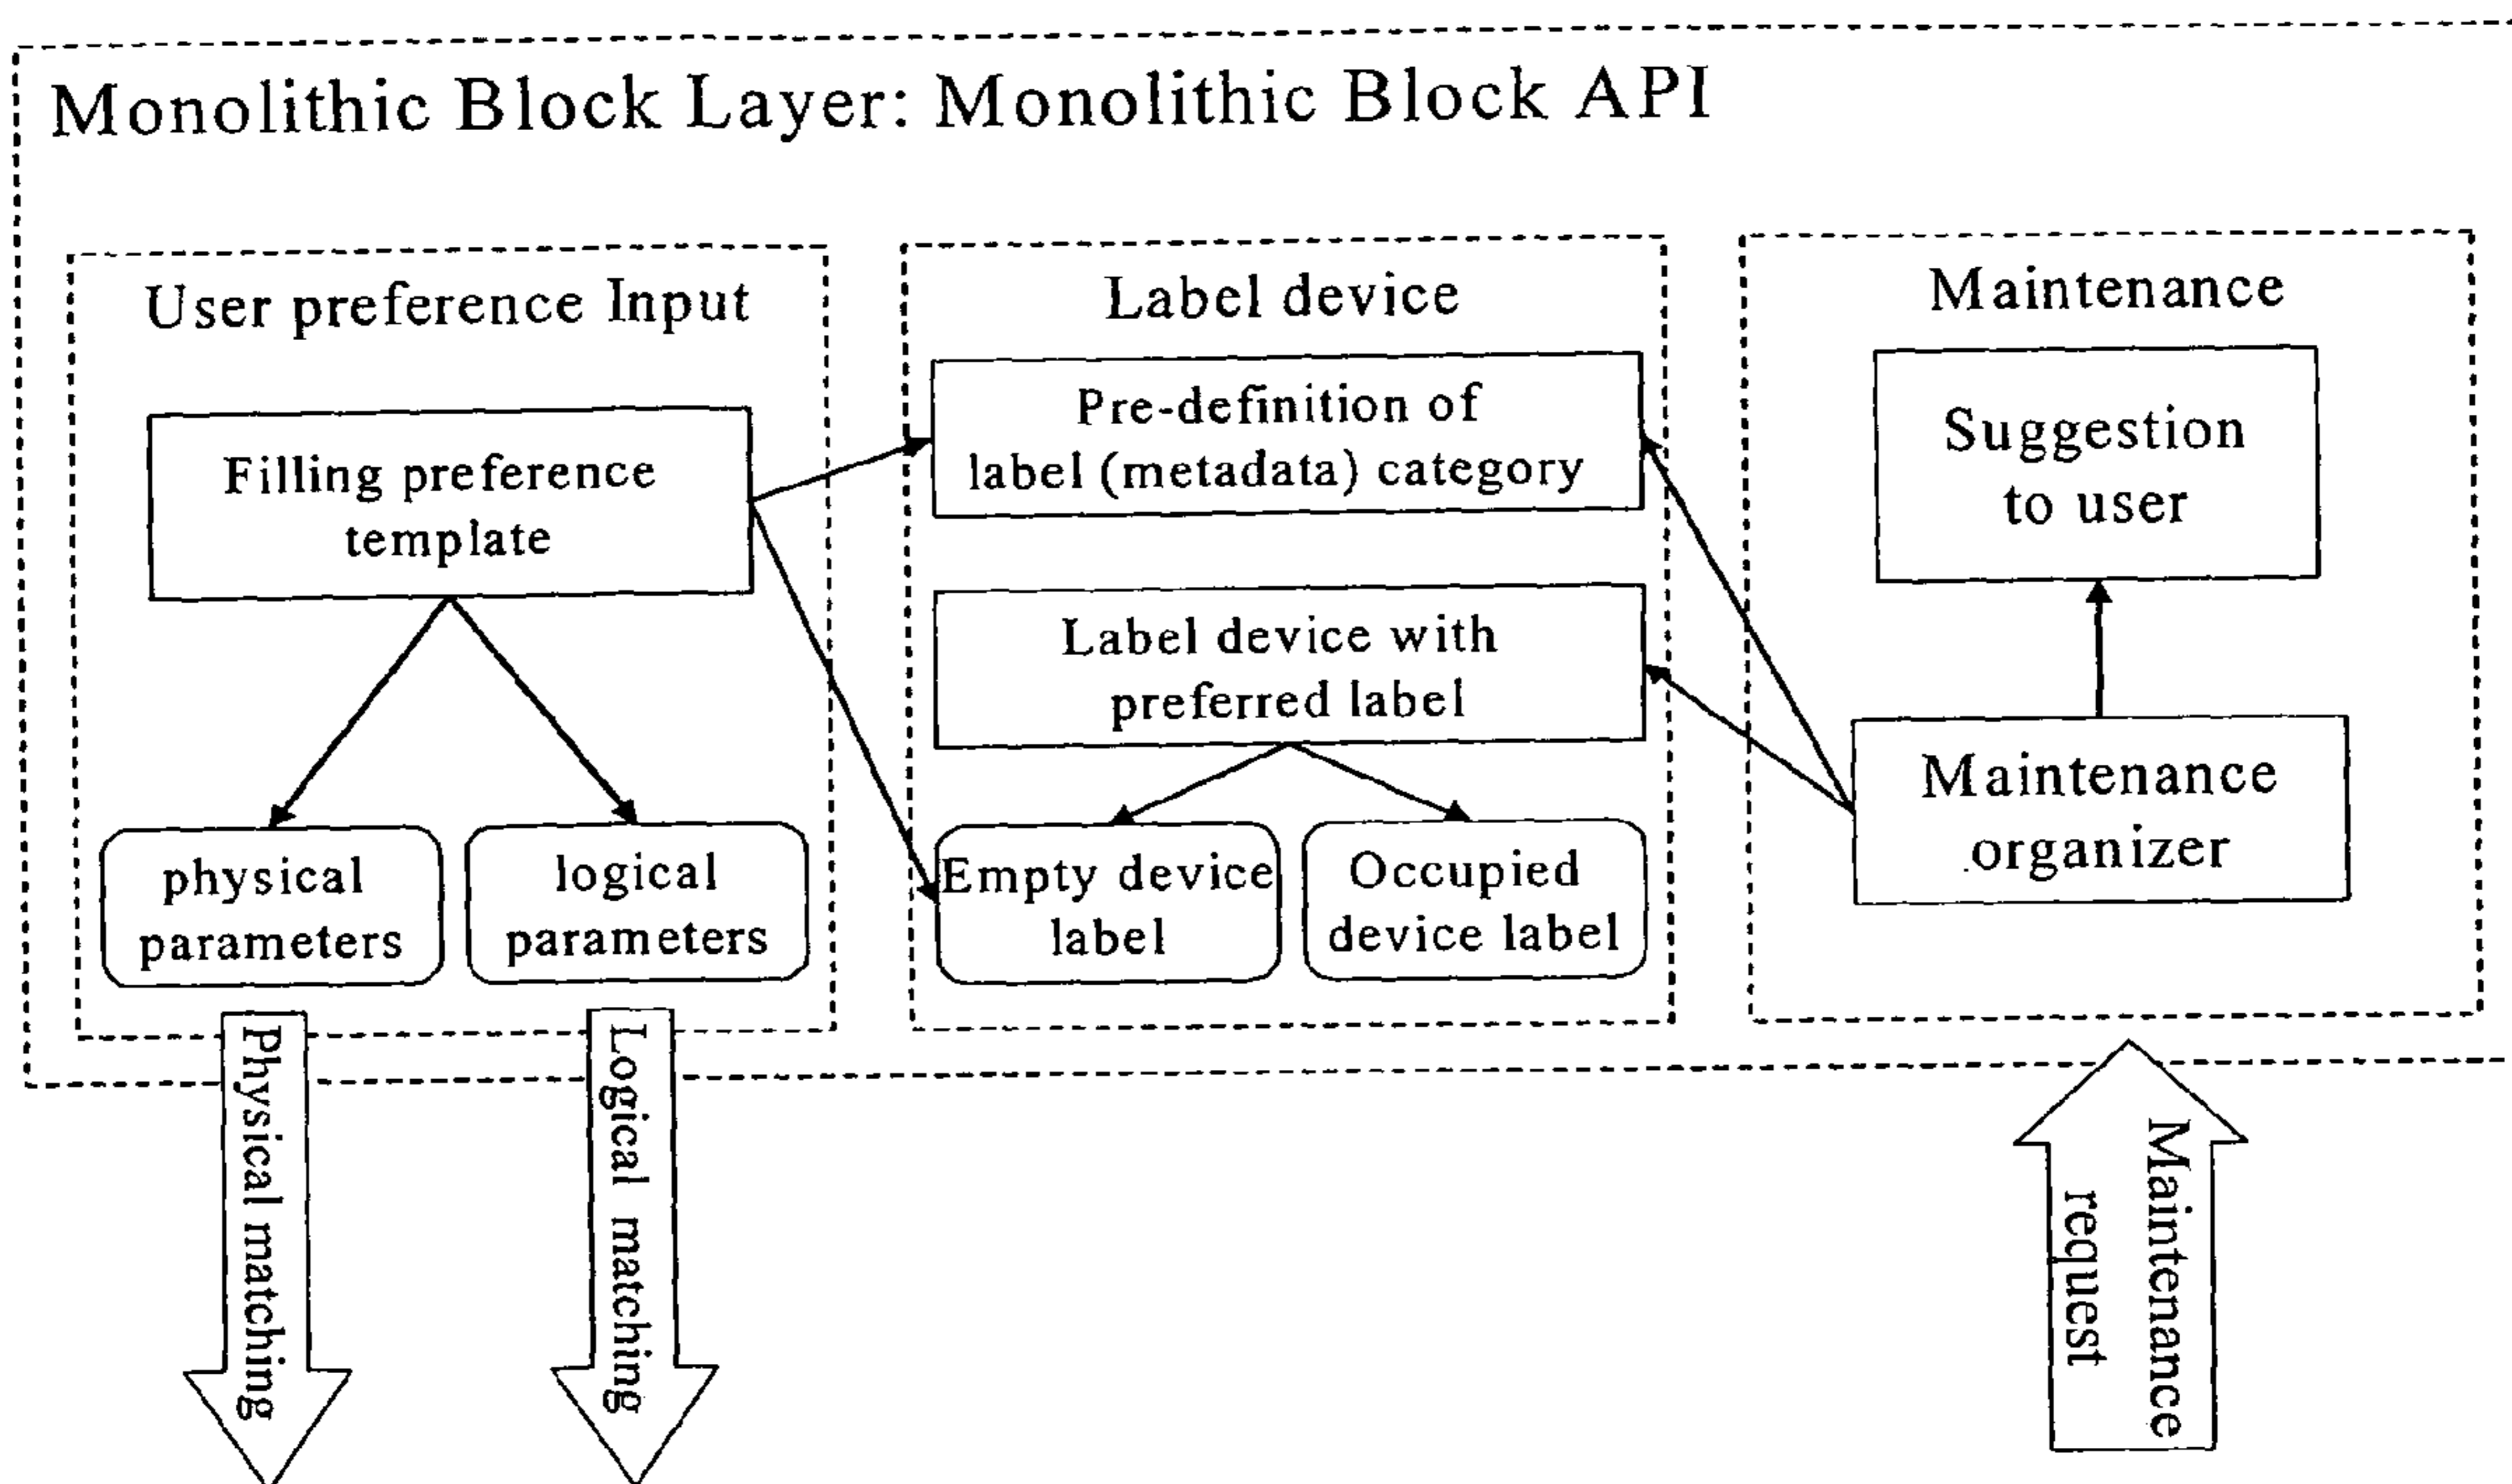 Monolithic Block Layer: Monolithic Block API
User preference Input
Filling preference
template
physical
parameters
logical
parameters
Label device
Pre-definition of
label (metadata) category
Label device with
preferred label
Empty device
label
Occupied
device label
Maintenance
Suggestion
to user
Maintenance
organizer
Physical matching
Logical matching
Maintenance
request